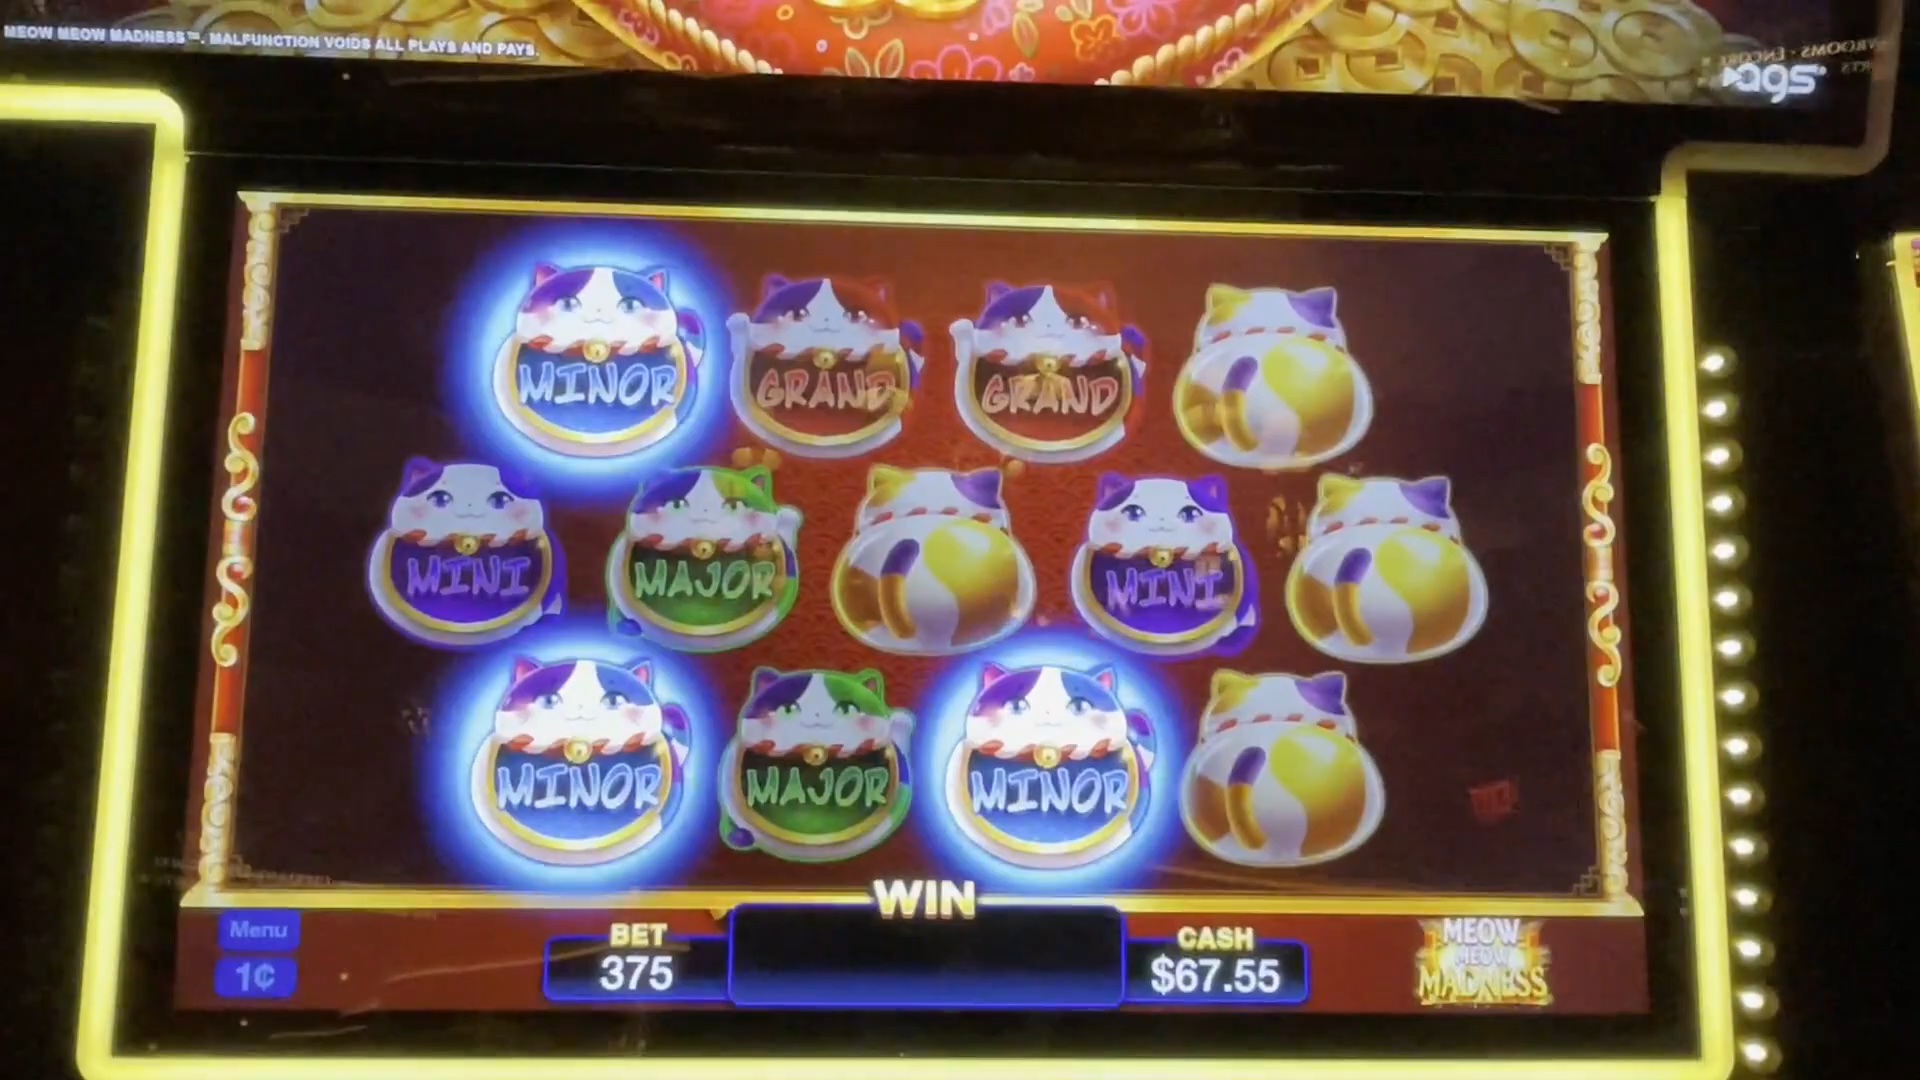 MEOW MEOW MADNESS™. MALFUNCTION VOIDS ALL PLAYS AND PAYS.
ags
MINOR
GRAND
GRAND
MINI
MAJOR
MINI
MINOR
MAJOR
MINOR
WIN
Menu
1¢
BET
375
CASH
$67.55
MEOW
MEOW
MADNESS